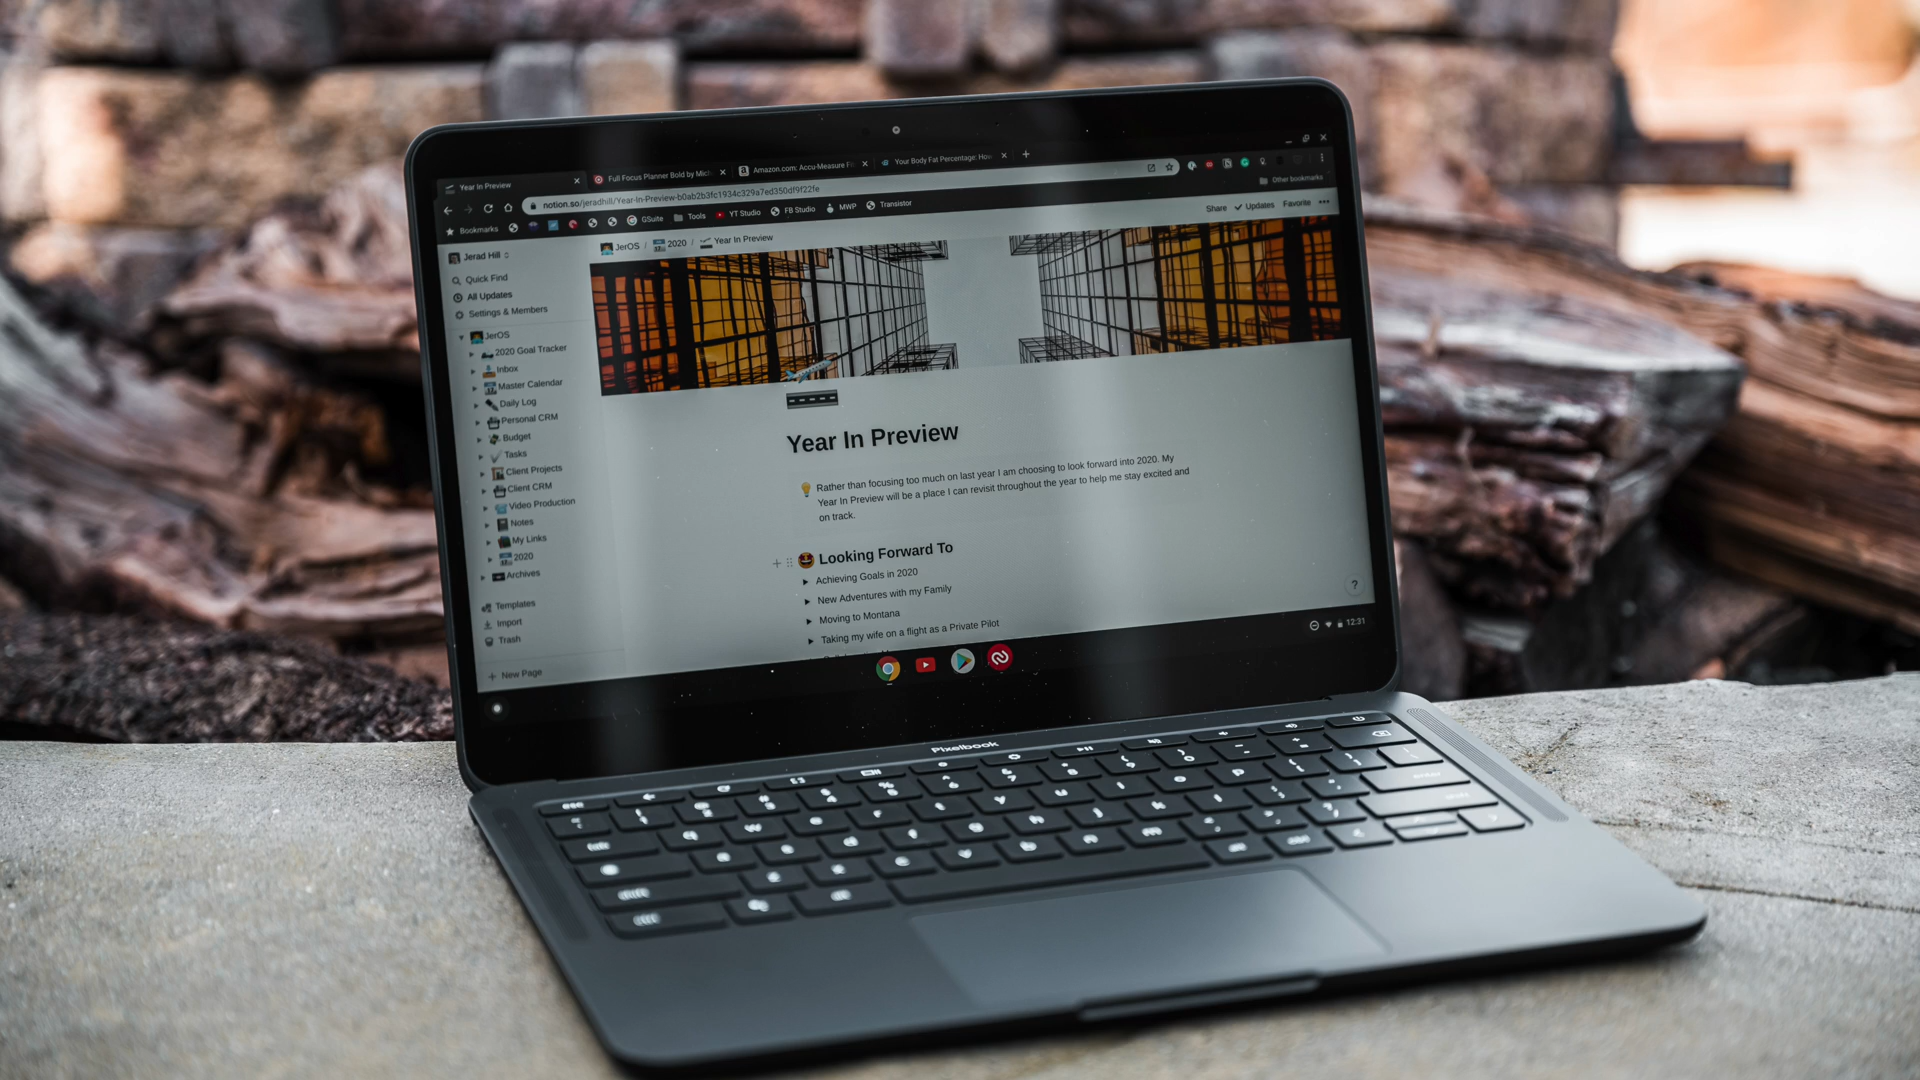 Year In Preview
Full Focus Planner Bold by Mich
Amazon.com: Accu-Measure F
Your Body Fat Percentage: How
notion.so/jeradhill/Year-In-Preview-b0ab2b3fc1934c329a7ed350df9f22fe
Bookmarks
GSuite
Tools
YT Studio
FB Studio
MWP
Transistor
Other bookmarks
Jerad Hill
JerOS / 2020 / Year In Preview
Share
Updates
Favorite
Quick Find
All Updates
Settings & Members
JerOS
2020 Goal Tracker
Inbox
Master Calendar
Daily Log
Personal CRM
Budget
Tasks
Client Projects
Client CRM
Video Production
Notes
My Links
2020
Archives
Templates
Import
Trash
New Page
Year In Preview
Rather than focusing too much on last year I am choosing to look forward into 2020. My
Year In Preview will be a place I can revisit throughout the year to help me stay excited and
on track.
Looking Forward To
Achieving Goals in 2020
New Adventures with my Family
Moving to Montana
Taking my wife on a flight as a Private Pilot
?
12:31
Pixelbook
esc